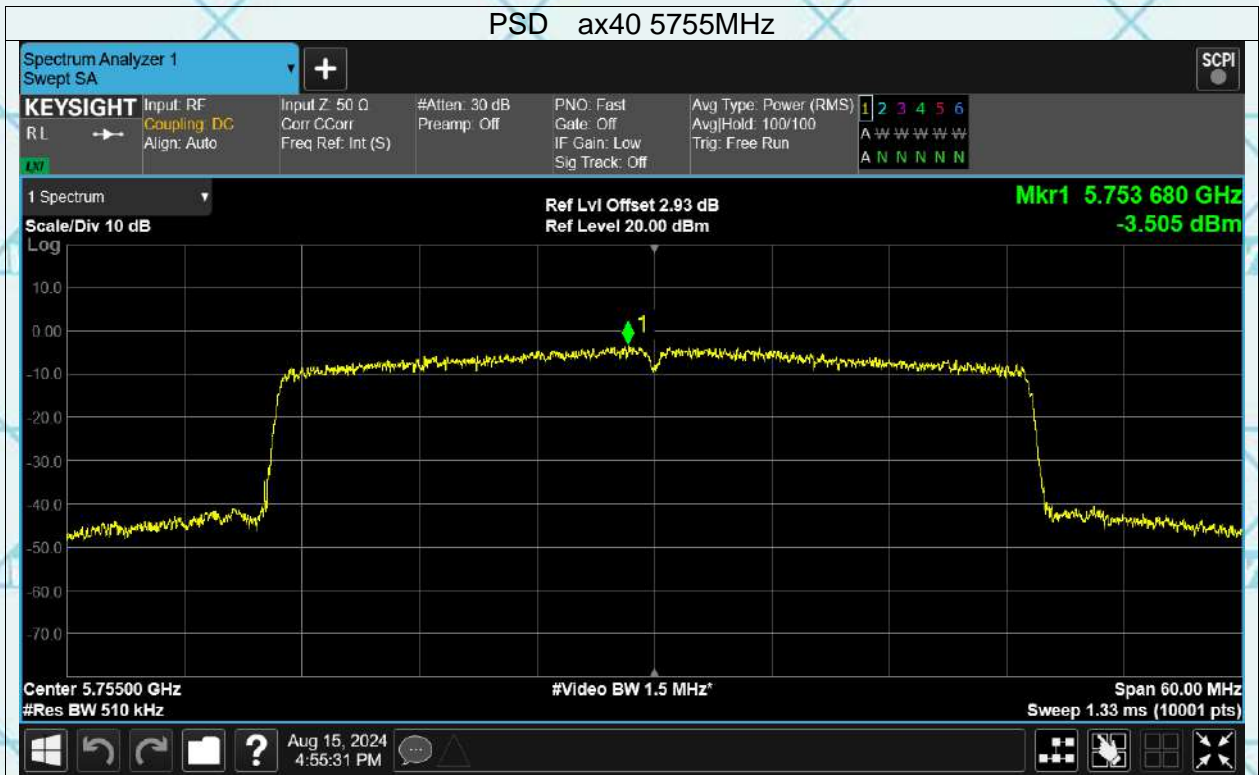 PSD ax40 5755MHz
Spectrum Analyzer 1
Swept SA
SCPI
KEYSIGHT
RL
LXI
Input: RF
Coupling: DC
Align: Auto
Input Z: 50 Ω
Corr CCorr
Freq Ref: Int (S)
#Atten: 30 dB
Preamp: Off
PNO: Fast
Gate: Off
IF Gain: Low
Sig Track: Off
Avg Type: Power (RMS)
Avg|Hold: 100/100
Trig: Free Run
1 2 3 4 5 6
A W W W W W
A N N N N N
1 Spectrum
Scale/Div 10 dB
Ref Lvl Offset 2.93 dB
Ref Level 20.00 dBm
Mkr1 5.753 680 GHz
-3.505 dBm
Log
10.0
0.00
-10.0
-20.0
-30.0
-40.0
-50.0
-60.0
-70.0
1
Center 5.75500 GHz
#Res BW 510 kHz
#Video BW 1.5 MHz*
Span 60.00 MHz
Sweep 1.33 ms (10001 pts)
?
Aug 15, 2024
4:55:31 PM